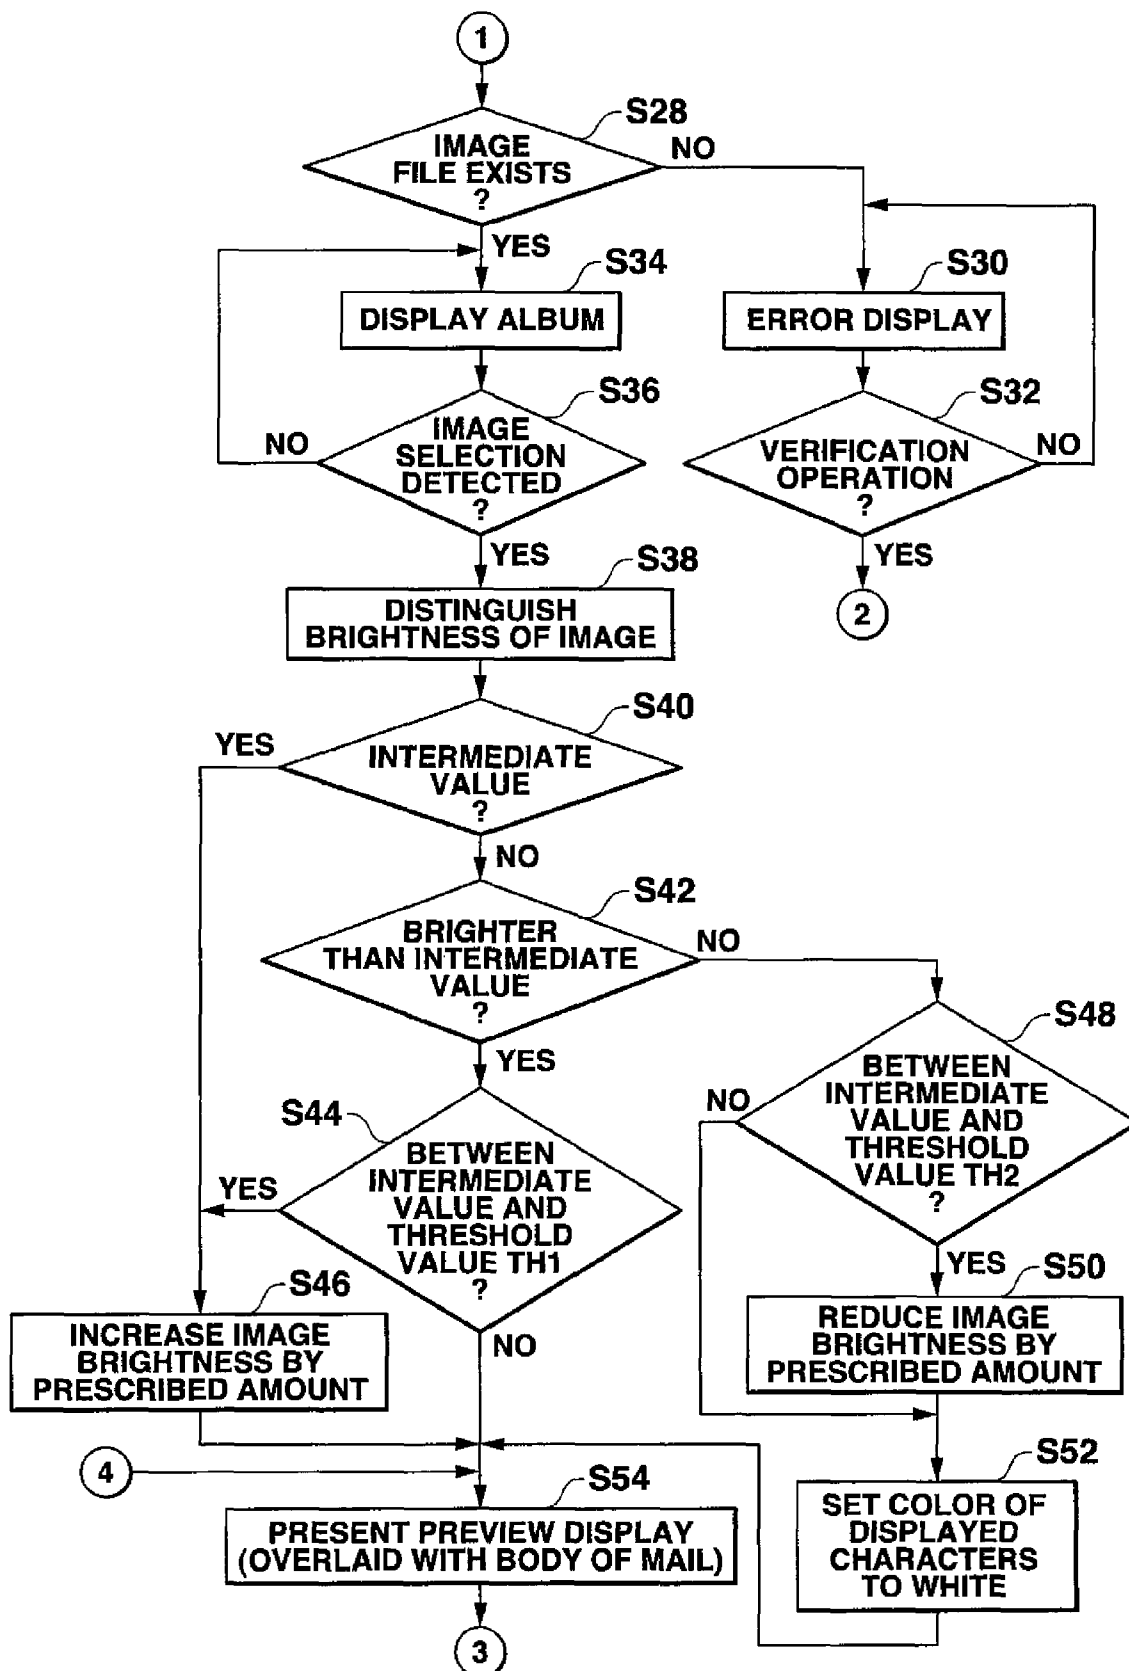 1
S28
IMAGE
FILE EXISTS
?
NO
YES
S34
DISPLAY ALBUM
S30
ERROR DISPLAY
S36
IMAGE
SELECTION
DETECTED
?
NO
YES
S32
VERIFICATION
OPERATION
?
NO
YES
2
S38
DISTINGUISH
BRIGHTNESS OF IMAGE
S40
INTERMEDIATE
VALUE
?
YES
NO
S42
BRIGHTER
THAN INTERMEDIATE
VALUE
?
NO
YES
S44
BETWEEN
INTERMEDIATE
VALUE AND
THRESHOLD
VALUE TH1
?
YES
NO
S48
BETWEEN
INTERMEDIATE
VALUE AND
THRESHOLD
VALUE TH2
?
NO
YES
S46
INCREASE IMAGE
BRIGHTNESS BY
PRESCRIBED AMOUNT
S50
REDUCE IMAGE
BRIGHTNESS BY
PRESCRIBED AMOUNT
4
S52
SET COLOR OF
DISPLAYED
CHARACTERS
TO WHITE
S54
PRESENT PREVIEW DISPLAY
(OVERLAID WITH BODY OF MAIL)
3